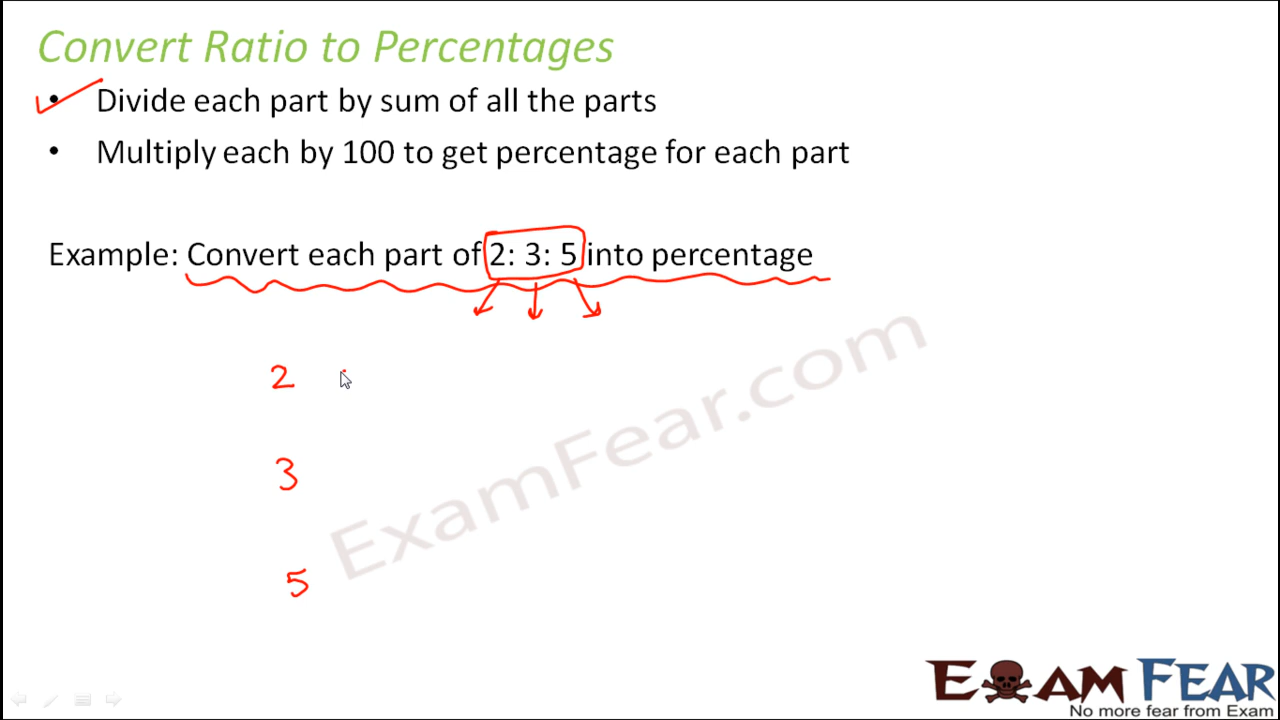 Convert Ratio to Percentages
• Divide each part by sum of all the parts
• Multiply each by 100 to get percentage for each part
Example: Convert each part of 2: 3: 5 into percentage
2
3
5
ExamFear.com
EXAM FEAR
No more fear from Exam